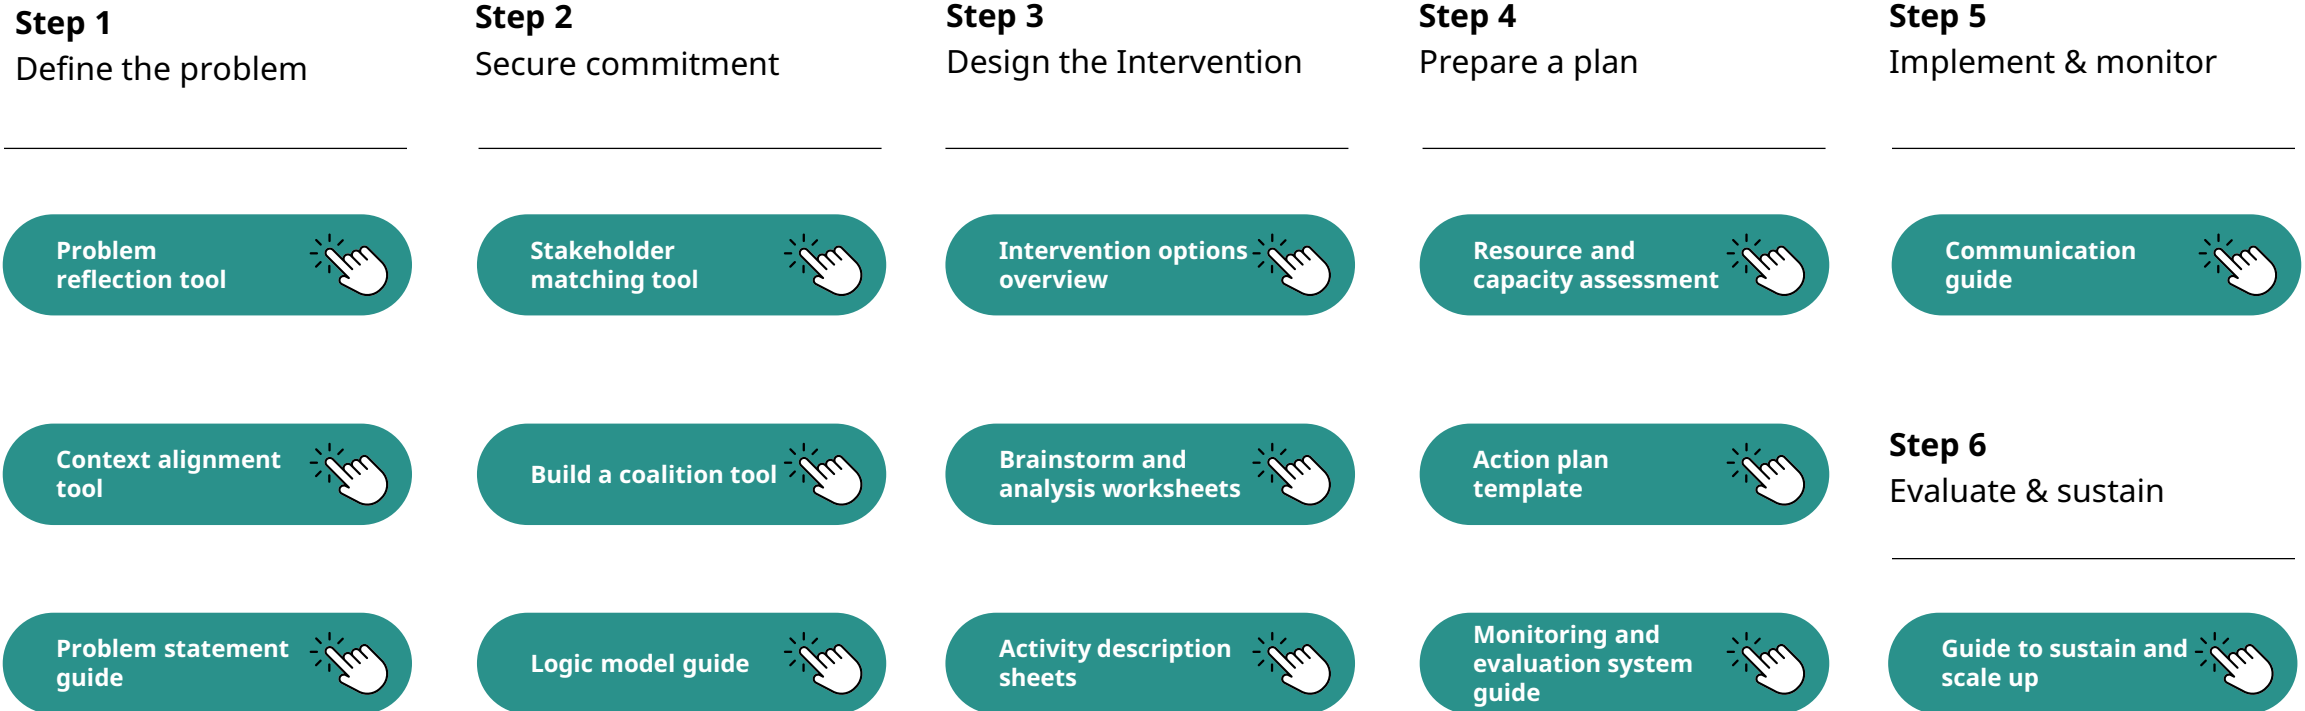 Step 1
Define the problem
Problem
reflection tool
Context alignment
tool
Problem statement
guide
Step 2
Secure commitment
Stakeholder
matching tool
Build a coalition tool
Logic model guide
Step 3
Design the Intervention
Intervention options
overview
Brainstorm and
analysis worksheets
Activity description
sheets
Step 4
Prepare a plan
Resource and
capacity assessment
Action plan
template
Monitoring and
evaluation system
guide
Step 5
Implement & monitor
Communication
guide
Step 6
Evaluate & sustain
Guide to sustain and
scale up